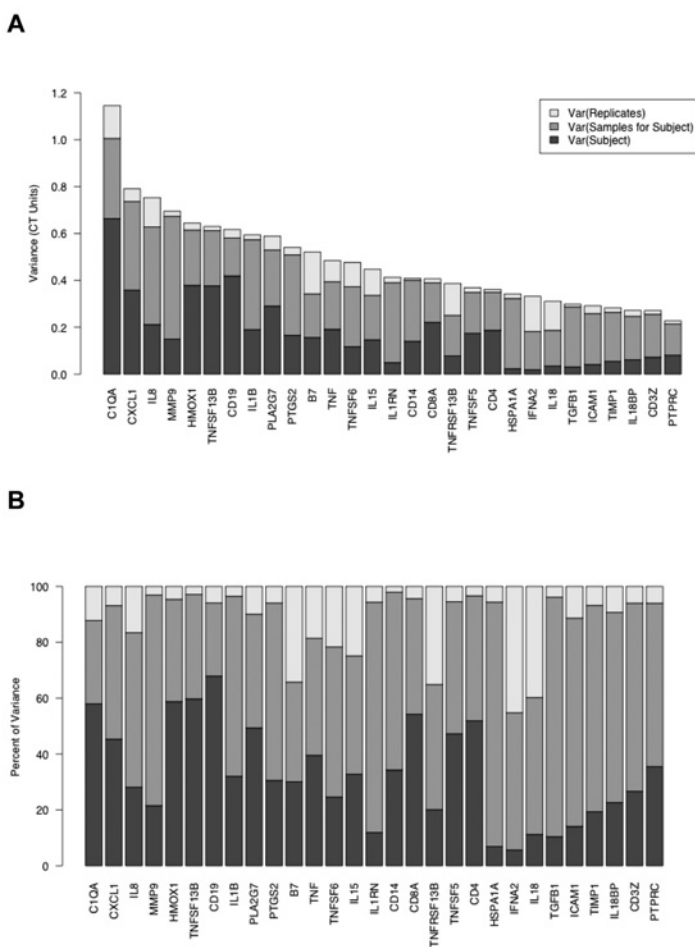 A
1.2
1.0
0.8
0.6
0.4
0.2
0.0
Variance (CT Units)
Var(Replicates)
Var(Samples for Subject)
Var(Subject)
C1QA
CXCL1
IL8
MMP9
HMOX1
TNFSF13B
CD19
IL1B
PLA2G7
PTGS2
B7
TNF
TNFSF6
IL15
IL1RN
CD14
CD8A
TNFRSF13B
TNFSF5
CD4
HSPA1A
IFNA2
IL18
TGFB1
ICAM1
TIMP1
IL18BP
CD3Z
PTPRC
B
100
80
60
40
20
0
Percent of Variance
C1QA
CXCL1
IL8
MMP9
HMOX1
TNFSF13B
CD19
IL1B
PLA2G7
PTGS2
B7
TNF
TNFSF6
IL15
IL1RN
CD14
CD8A
TNFRSF13B
TNFSF5
CD4
HSPA1A
IFNA2
IL18
TGFB1
ICAM1
TIMP1
IL18BP
CD3Z
PTPRC